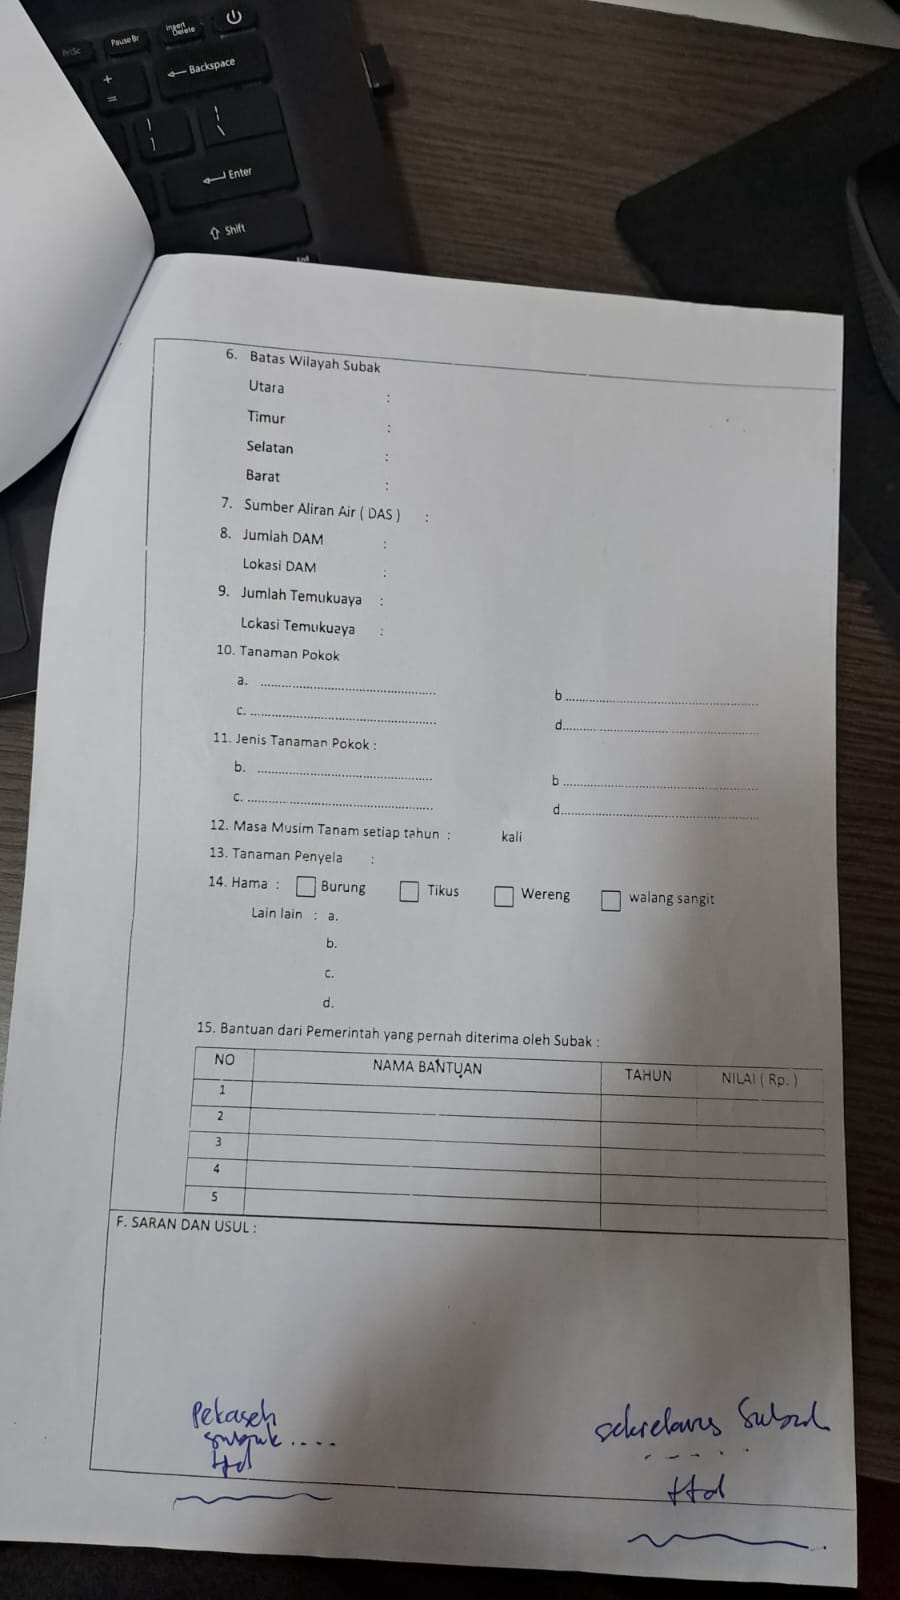 PrtSc
Pause Br
Insert
Delete
+
=
← Backspace
}
]
|
\
Enter
⇧ Shift
End
6. Batas Wilayah Subak
Utara :
Timur :
Selatan :
Barat :
7. Sumber Aliran Air ( DAS ) :
8. Jumlah DAM :
Lokasi DAM :
9. Jumlah Temukuaya :
Lokasi Temukuaya :
10. Tanaman Pokok
a. ............................................ b ............................................
c. ............................................ d............................................
11. Jenis Tanaman Pokok :
b. ............................................ b ............................................
c. ............................................ d............................................
12. Masa Musim Tanam setiap tahun : kali
13. Tanaman Penyela :
14. Hama : Burung Tikus Wereng walang sangit
Lain lain : a.
b.
c.
d.
15. Bantuan dari Pemerintah yang pernah diterima oleh Subak :
NO NAMA BANTUAN TAHUN NILAI ( Rp. )
1
2
3
4
5
F. SARAN DAN USUL :
Pekaseh sekretaris Subak
subak .... .....
ttd ttd